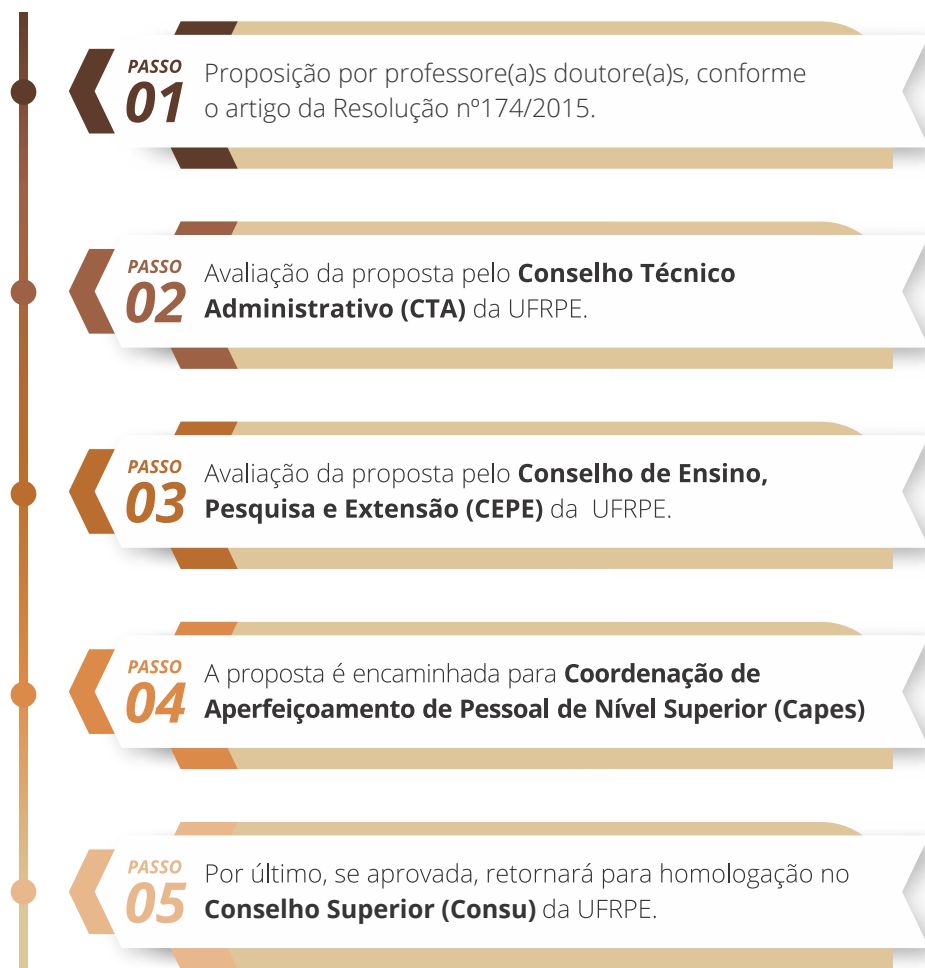 PASSO
01
Proposição por professore(a)s doutore(a)s, conforme
o artigo da Resolução nº174/2015.
PASSO
02
Avaliação da proposta pelo Conselho Técnico
Administrativo (CTA) da UFRPE.
PASSO
03
Avaliação da proposta pelo Conselho de Ensino,
Pesquisa e Extensão (CEPE) da UFRPE.
PASSO
04
A proposta é encaminhada para Coordenação de
Aperfeiçoamento de Pessoal de Nível Superior (Capes)
PASSO
05
Por último, se aprovada, retornará para homologação no
Conselho Superior (Consu) da UFRPE.